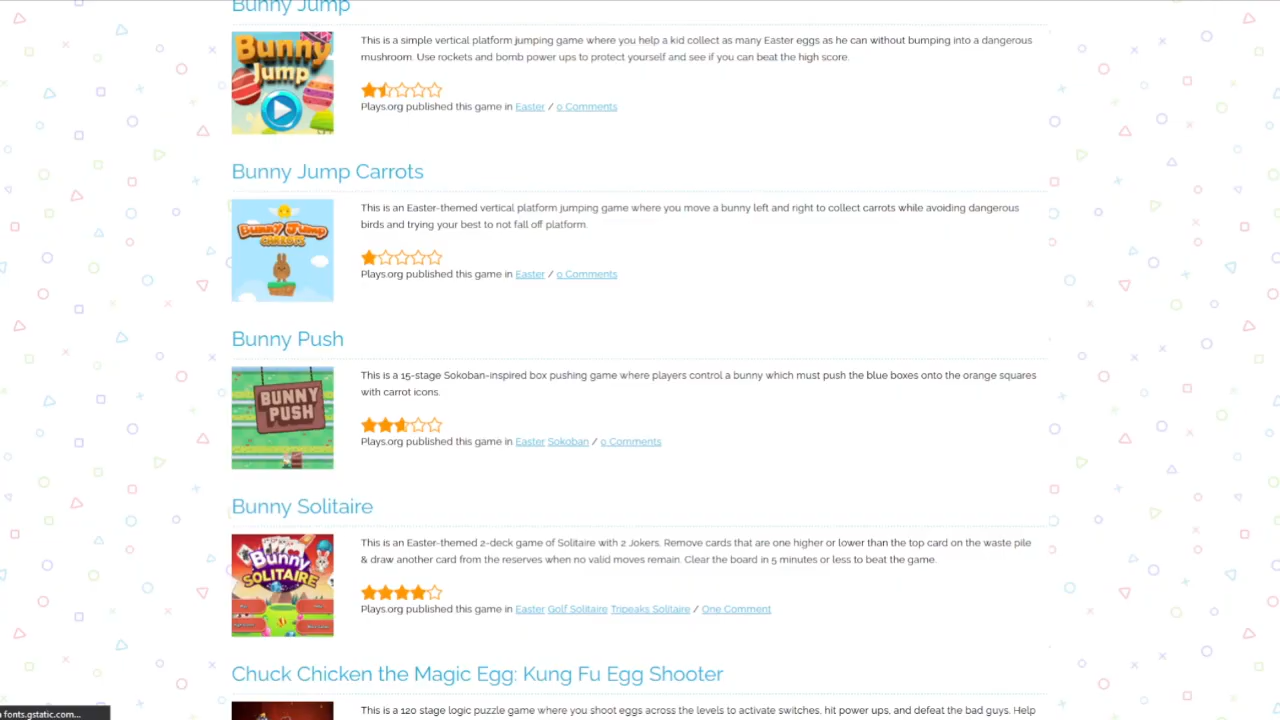 Bunny Jump
Bunny Jump
This is a simple vertical platform jumping game where you help a kid collect as many Easter eggs as he can without bumping into a dangerous
mushroom. Use rockets and bomb power ups to protect yourself and see if you can beat the high score.
Plays.org published this game in Easter / 0 Comments
Bunny Jump Carrots
Bunny Jump
CARROTS
This is an Easter-themed vertical platform jumping game where you move a bunny left and right to collect carrots while avoiding dangerous
birds and trying your best to not fall off platform.
Plays.org published this game in Easter / 0 Comments
Bunny Push
BUNNY
PUSH
This is a 15-stage Sokoban-inspired box pushing game where players control a bunny which must push the blue boxes onto the orange squares
with carrot icons.
Plays.org published this game in Easter Sokoban / 0 Comments
Bunny Solitaire
Bunny
SOLITAIRE
This is an Easter-themed 2-deck game of Solitaire with 2 Jokers. Remove cards that are one higher or lower than the top card on the waste pile
& draw another card from the reserves when no valid moves remain. Clear the board in 5 minutes or less to beat the game.
Plays.org published this game in Easter Golf Solitaire Tripeaks Solitaire / One Comment
Chuck Chicken the Magic Egg: Kung Fu Egg Shooter
This is a 120 stage logic puzzle game where you shoot eggs across the levels to activate switches, hit power ups, and defeat the bad guys. Help
fonts.gstatic.com...